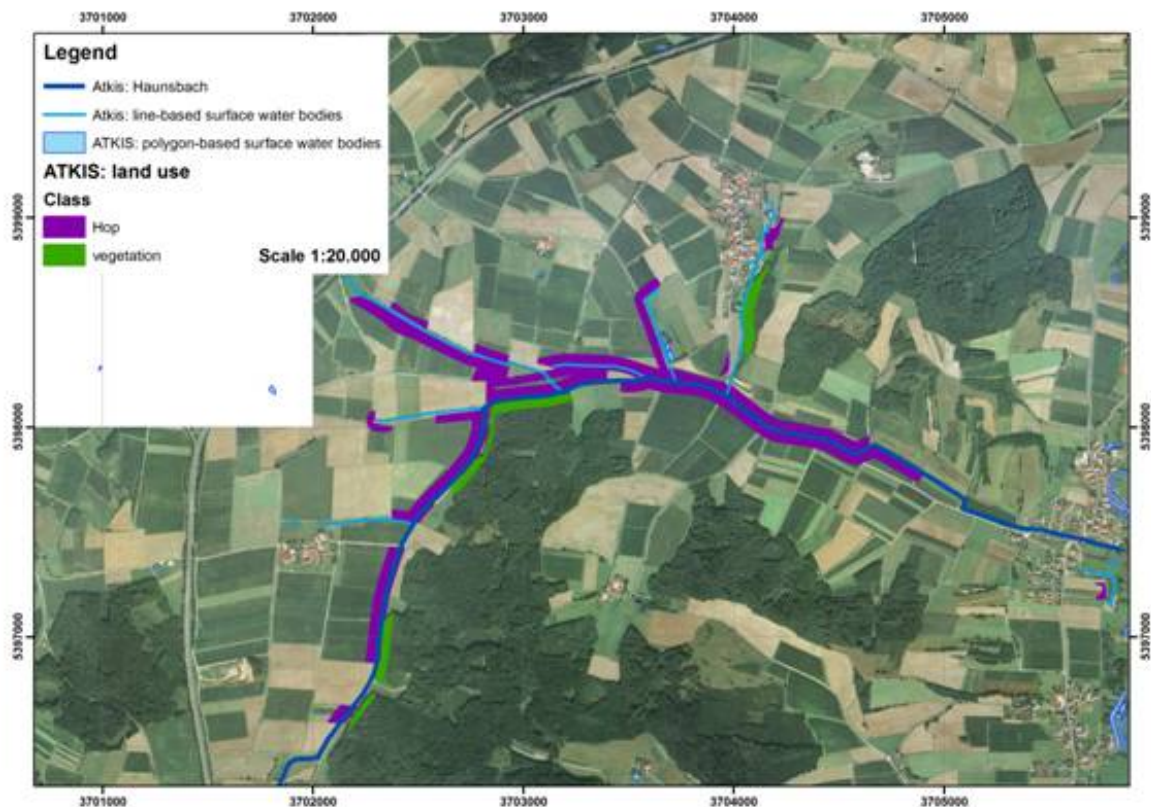 3701000 3702000 3703000 3704000 3705000
Legend
Atkis: Haunsbach
Atkis: line-based surface water bodies
ATKIS: polygon-based surface water bodies
ATKIS: land use
Class
Hop
vegetation Scale 1:20.000
5399000 5399000
5398000 5398000
5397000 5397000
3701000 3702000 3703000 3704000 3705000